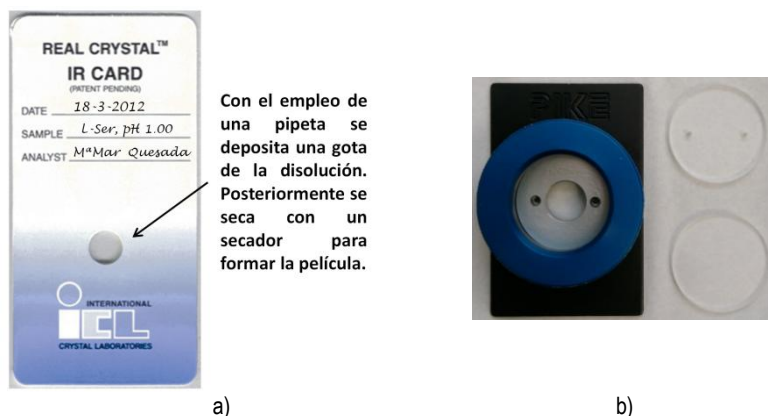 REAL CRYSTAL™
IR CARD
(PATENT PENDING)
DATE 18-3-2012
SAMPLE L-Ser, pH 1.00
ANALYST MªMar Quesada
INTERNATIONAL
iCL
CRYSTAL LABORATORIES
Con el empleo de
una pipeta se
deposita una gota
de la disolución.
Posteriormente se
seca con un
secador para
formar la película.
PIKE
a)
b)